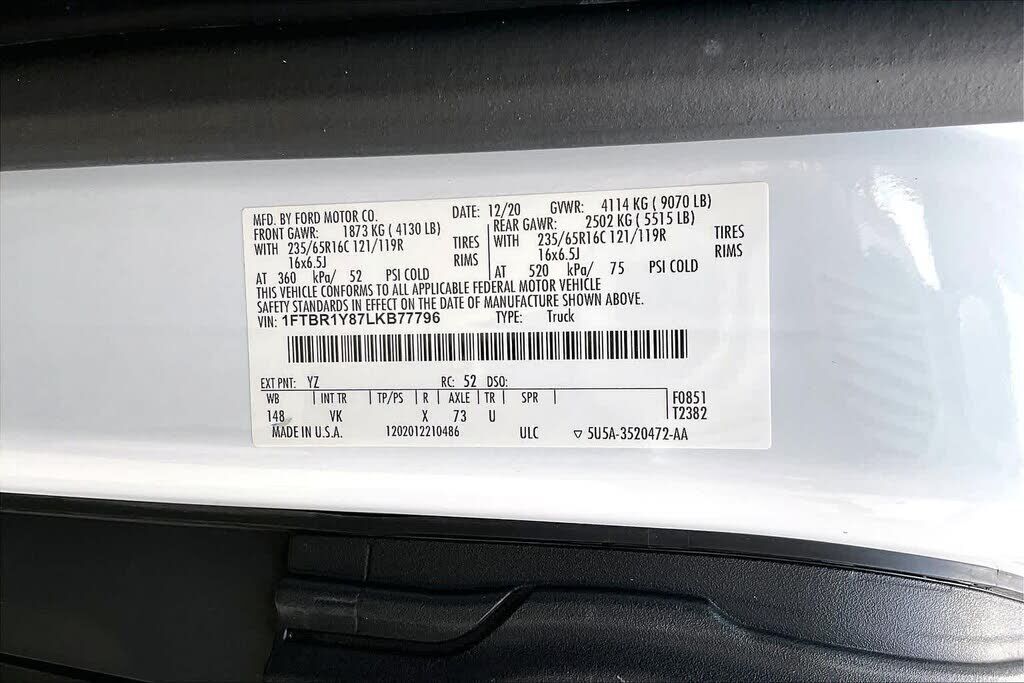 MFD. BY FORD MOTOR CO. DATE: 12/20 GVWR: 4114 KG ( 9070 LB)
FRONT GAWR: 1873 KG ( 4130 LB) REAR GAWR: 2502 KG ( 5515 LB)
WITH 235/65R16C 121/119R TIRES WITH 235/65R16C 121/119R TIRES
16x6.5J RIMS 16x6.5J RIMS
AT 360 kPa/ 52 PSI COLD AT 520 kPa/ 75 PSI COLD
THIS VEHICLE CONFORMS TO ALL APPLICABLE FEDERAL MOTOR VEHICLE
SAFETY STANDARDS IN EFFECT ON THE DATE OF MANUFACTURE SHOWN ABOVE.
VIN: 1FTBR1Y87LKB77796 TYPE: Truck
EXT PNT: YZ RC: 52 DSO:
WB INT TR TP/PS R AXLE TR SPR F0851
148 VK X 73 U T2382
MADE IN U.S.A. 1202012210486 ULC ▽ 5U5A-3520472-AA